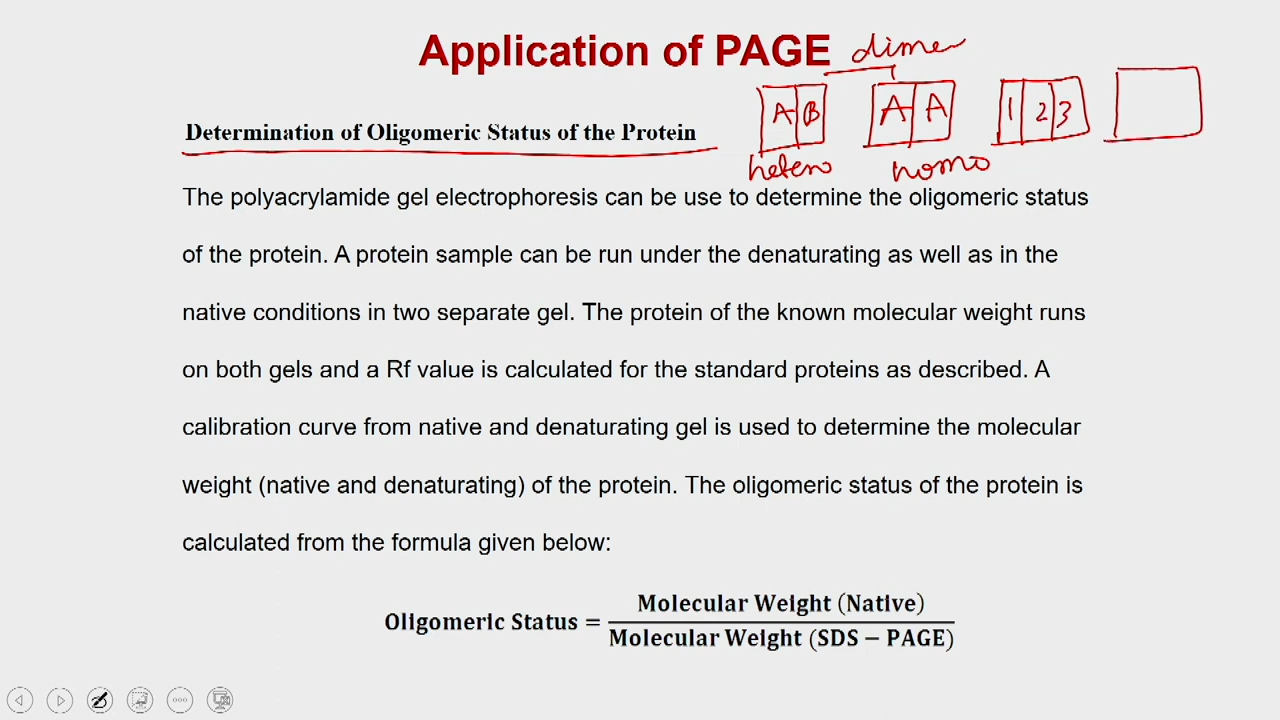 Application of PAGE
dime
A B
A A
1 2 3
Determination of Oligomeric Status of the Protein
hetero
homo
The polyacrylamide gel electrophoresis can be use to determine the oligomeric status
of the protein. A protein sample can be run under the denaturating as well as in the
native conditions in two separate gel. The protein of the known molecular weight runs
on both gels and a Rf value is calculated for the standard proteins as described. A
calibration curve from native and denaturating gel is used to determine the molecular
weight (native and denaturating) of the protein. The oligomeric status of the protein is
calculated from the formula given below:
Oligomeric Status = Molecular Weight (Native)
Molecular Weight (SDS − PAGE)